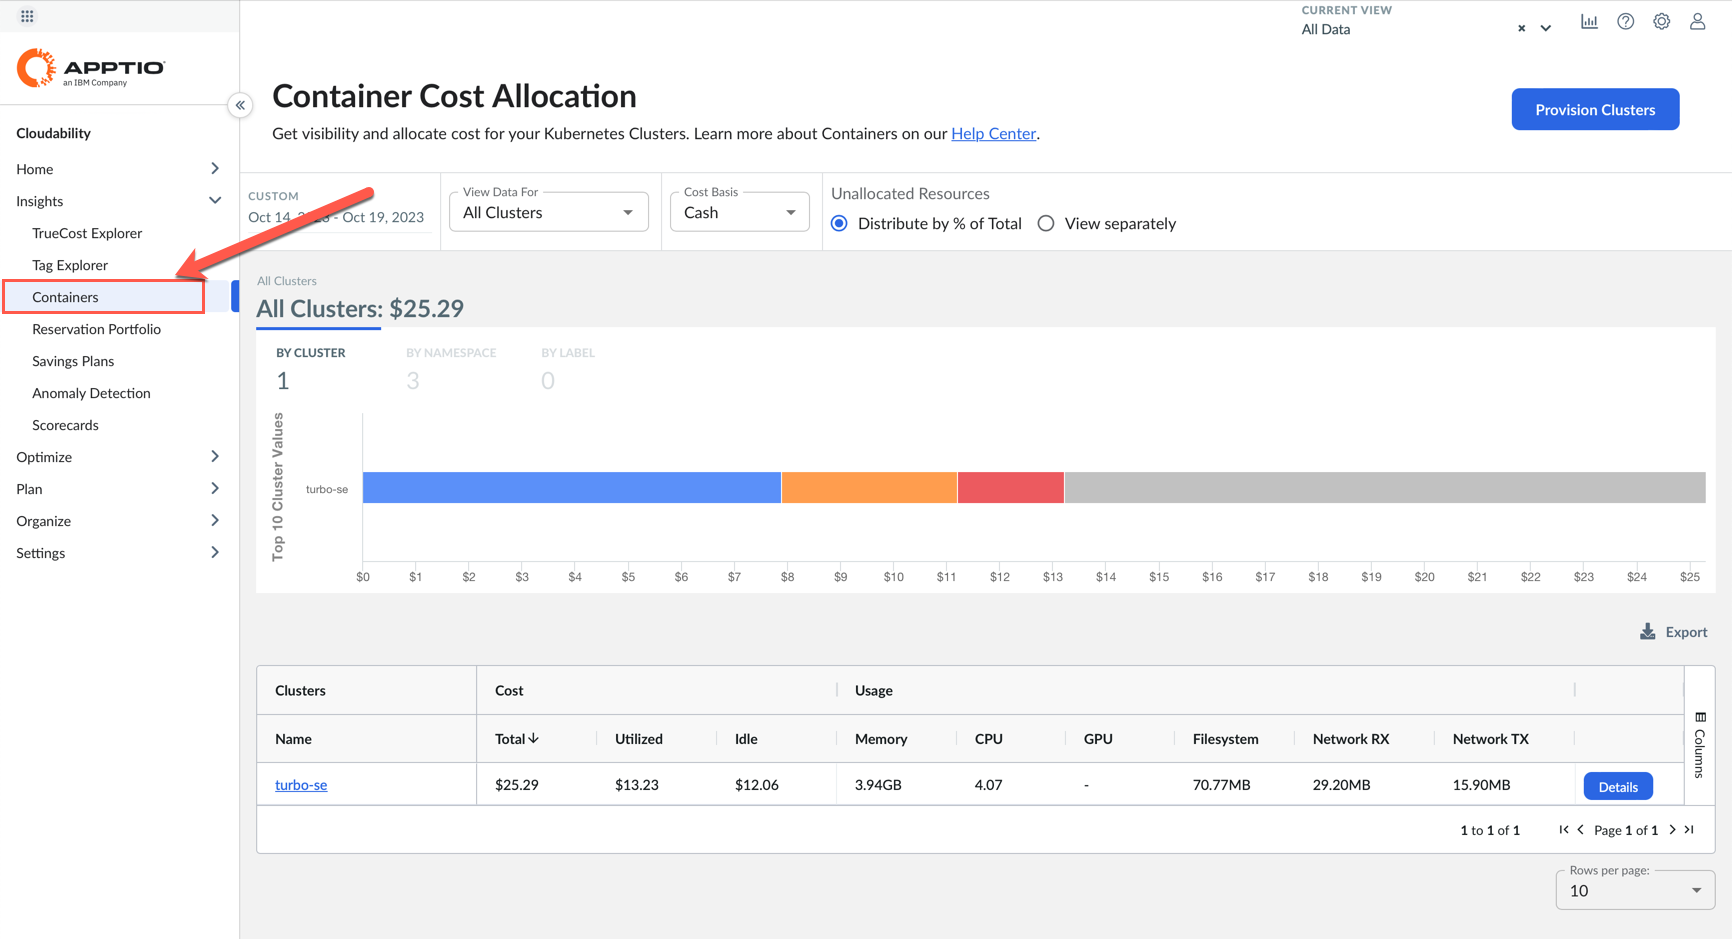 CURRENT VIEW
All Data
APPTIO
an IBM Company
Container Cost Allocation
Get visibility and allocate cost for your Kubernetes Clusters. Learn more about Containers on our Help Center.
Provision Clusters
Cloudability
Home
Insights
TrueCost Explorer
Tag Explorer
Containers
Reservation Portfolio
Savings Plans
Anomaly Detection
Scorecards
Optimize
Plan
Organize
Settings
CUSTOM
Oct 14, - Oct 19, 2023
View Data For
All Clusters
Cost Basis
Cash
Unallocated Resources
Distribute by % of Total View separately
All Clusters
All Clusters: $25.29
BY CLUSTER BY NAMESPACE BY LABEL
1 3 0
Top 10 Cluster Values
turbo-se
$0 $1 $2 $3 $4 $5 $6 $7 $8 $9 $10 $11 $12 $13 $14 $15 $16 $17 $18 $19 $20 $21 $22 $23 $24 $25
Export
Clusters Cost Usage
Name Total Utilized Idle Memory CPU GPU Filesystem Network RX Network TX
turbo-se $25.29 $13.23 $12.06 3.94GB 4.07 - 70.77MB 29.20MB 15.90MB Details
Columns
1 to 1 of 1 Page 1 of 1
Rows per page:
10